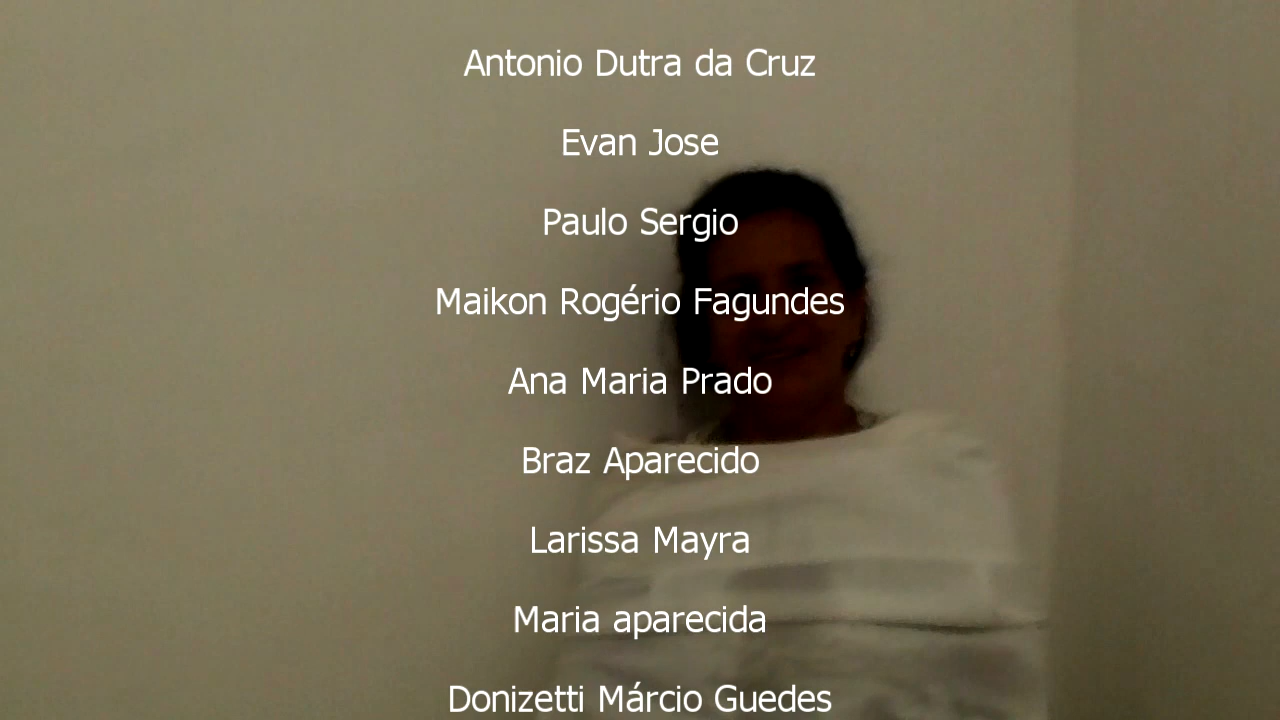 Antonio Dutra da Cruz
Evan Jose
Paulo Sergio
Maikon Rogério Fagundes
Ana Maria Prado
Braz Aparecido
Larissa Mayra
Maria aparecida
Donizetti Márcio Guedes